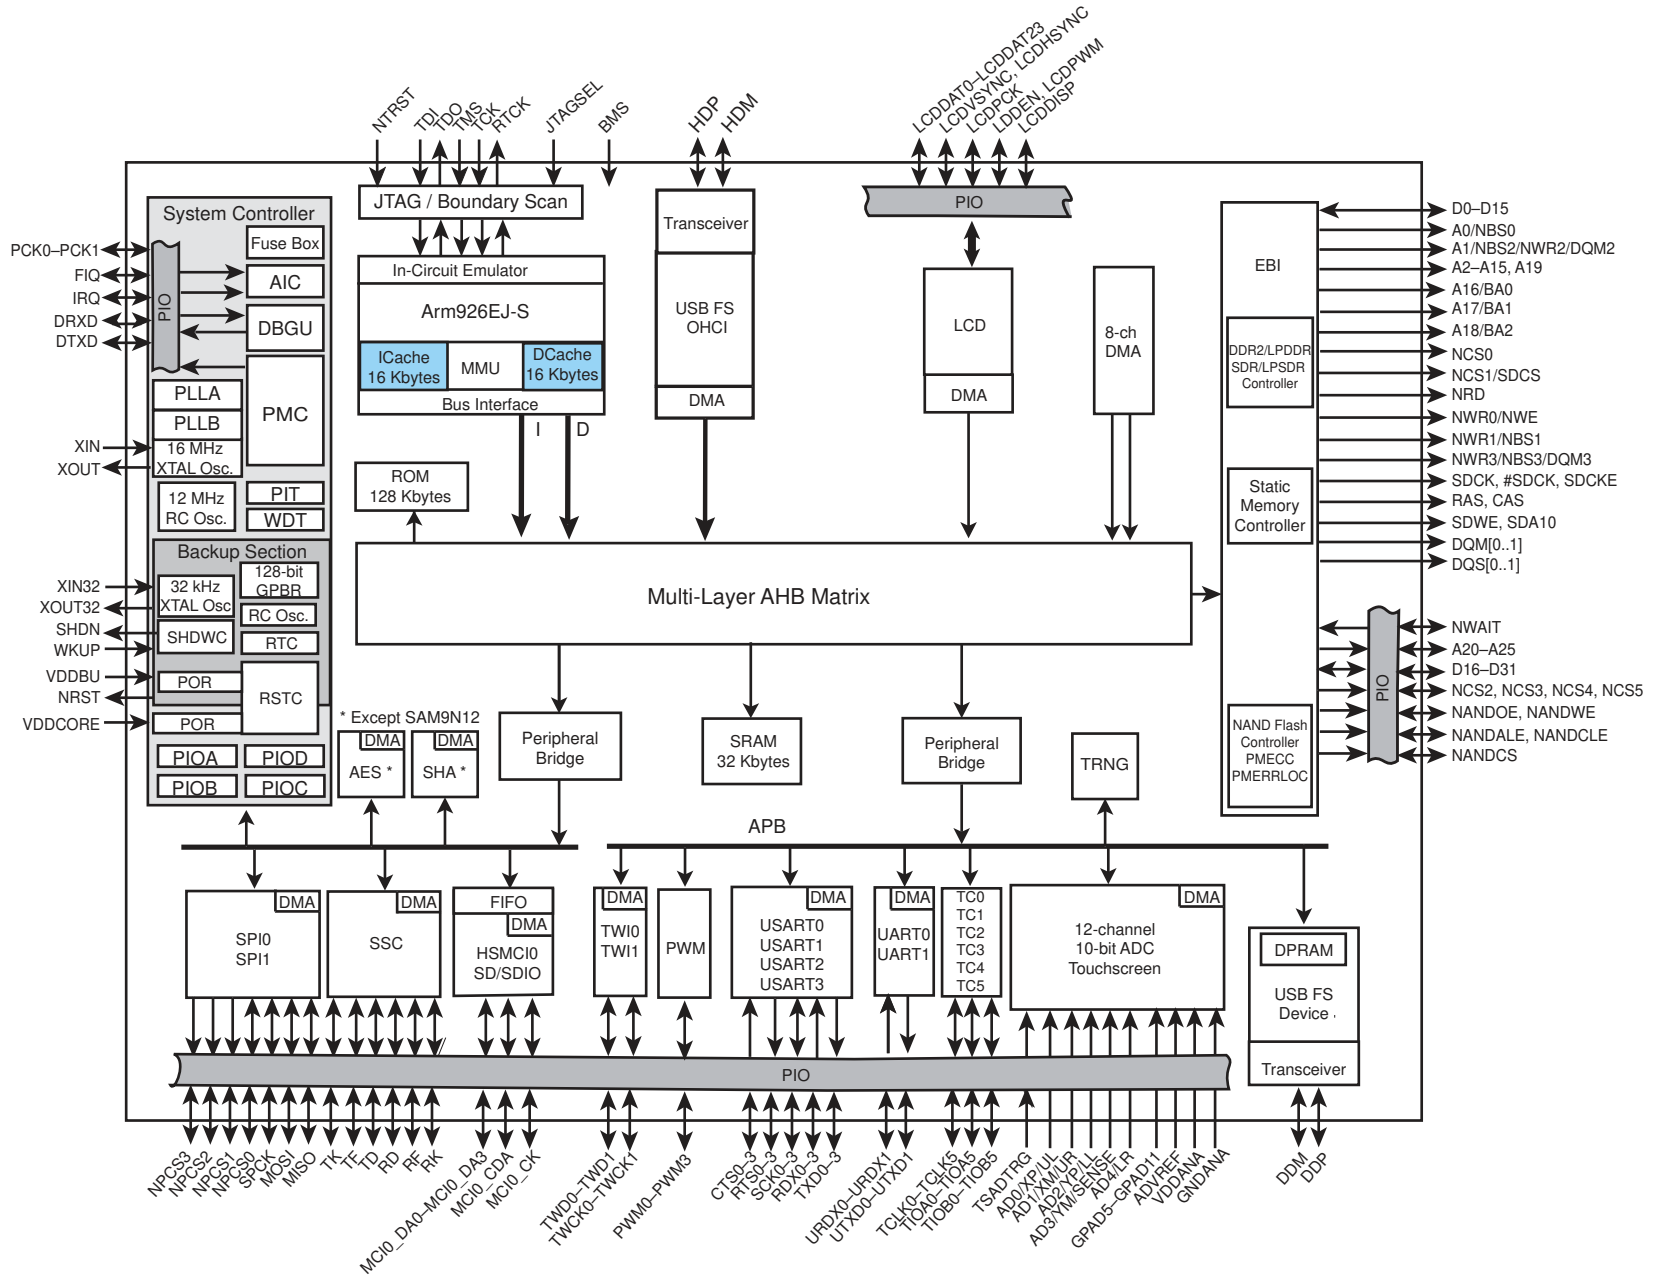 LCDDAT0–LCDDAT23
LCDVSYNC, LCDHSYNC
LCDPCK
LDDEN, LCDPWM
LCDDISP
NTRST
TDI
TDO
TMS
TCK
RTCK
JTAGSEL
BMS
HDP
HDM
System Controller
Fuse Box
AIC
DBGU
PIO
PMC
PLLA
PLLB
16 MHz
XTAL Osc.
12 MHz
RC Osc.
PIT
WDT
Backup Section
32 kHz
XTAL Osc
128-bit
GPBR
RC Osc.
SHDWC
RTC
POR
RSTC
POR
PIOA
PIOD
PIOB
PIOC
PCK0–PCK1
FIQ
IRQ
DRXD
DTXD
XIN
XOUT
XIN32
XOUT32
SHDN
WKUP
VDDBU
NRST
VDDCORE
JTAG / Boundary Scan
In-Circuit Emulator
Arm926EJ-S
ICache
16 Kbytes
MMU
DCache
16 Kbytes
Bus Interface
I
D
ROM
128 Kbytes
Transceiver
USB FS
OHCI
DMA
PIO
LCD
DMA
8-ch
DMA
Multi-Layer AHB Matrix
EBI
DDR2/LPDDR
SDR/LPSDR
Controller
Static
Memory
Controller
NAND Flash
Controller
PMECC
PMERRLOC
PIO
D0–D15
A0/NBS0
A1/NBS2/NWR2/DQM2
A2–A15, A19
A16/BA0
A17/BA1
A18/BA2
NCS0
NCS1/SDCS
NRD
NWR0/NWE
NWR1/NBS1
NWR3/NBS3/DQM3
SDCK, #SDCK, SDCKE
RAS, CAS
SDWE, SDA10
DQM[0..1]
DQS[0..1]
NWAIT
A20–A25
D16–D31
NCS2, NCS3, NCS4, NCS5
NANDOE, NANDWE
NANDALE, NANDCLE
NANDCS
* Except SAM9N12
DMA
AES *
DMA
SHA *
Peripheral
Bridge
SRAM
32 Kbytes
Peripheral
Bridge
TRNG
APB
DMA
SPI0
SPI1
DMA
SSC
FIFO
DMA
HSMCI0
SD/SDIO
DMA
TWI0
TWI1
PWM
DMA
USART0
USART1
USART2
USART3
DMA
UART0
UART1
TC0
TC1
TC2
TC3
TC4
TC5
DMA
12-channel
10-bit ADC
Touchscreen
DPRAM
USB FS
Device
Transceiver
PIO
NPCS3
NPCS2
NPCS1
NPCS0
SPCK
MOSI
MISO
TK
TF
TD
RD
RF
RK
MCI0_DA0–MCI0_DA3
MCI0_CDA
MCI0_CK
TWD0–TWD1
TWCK0–TWCK1
PWM0–PWM3
CTS0–3
RTS0–3
SCK0–3
RDX0–3
TXD0–3
URDX0–URDX1
UTXD0–UTXD1
TCLK0–TCLK5
TIOA0–TIOA5
TIOB0–TIOB5
TSADTRG
AD0/XP/UL
AD1/XM/UR
AD2/YP/LL
AD3/YM/SENSE
AD4/LR
GPAD5–GPAD11
ADVREF
VDDANA
GNDANA
DDM
DDP